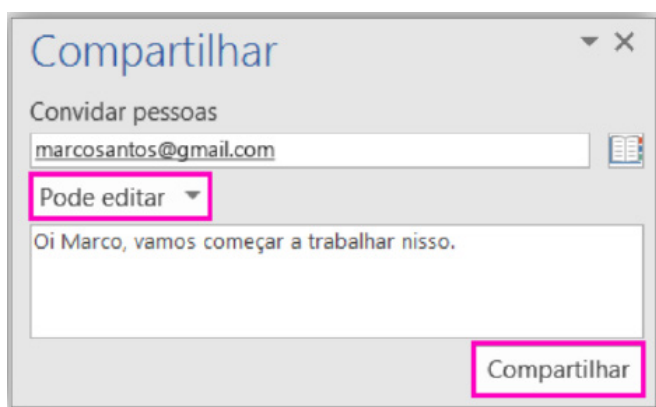 Compartilhar
Convidar pessoas
marcosantos@gmail.com
Pode editar
Oi Marco, vamos começar a trabalhar nisso.
Compartilhar